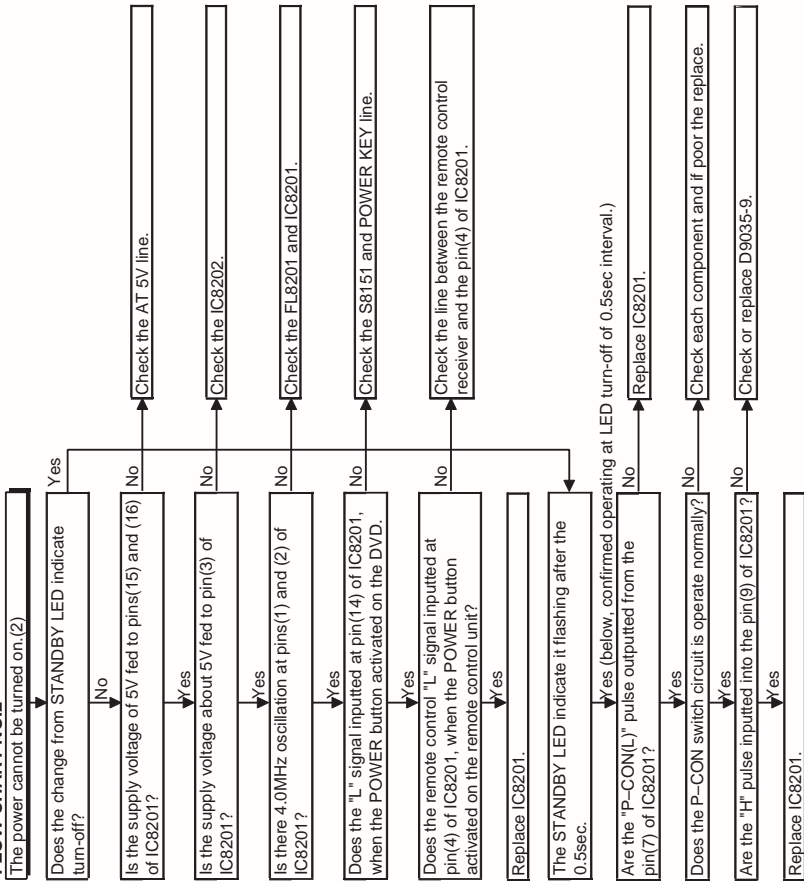 FLOW CHART NO.2
The power cannot be turned on.(2)
Does the change from STANDBY LED indicate
turn-off?
Yes
No
Is the supply voltage of 5V fed to pins(15) and (16)
of IC8201?
No
Check the AT 5V line.
Yes
Is the supply voltage about 5V fed to pin(3) of
IC8201?
No
Check the IC8202.
Yes
Is there 4.0MHz oscillation at pins(1) and (2) of
IC8201?
No
Check the FL8201 and IC8201.
Yes
Does the "L" signal inputted at pin(14) of IC8201,
when the POWER button activated on the DVD.
No
Check the S8151 and POWER KEY line.
Yes
Does the remote control "L" signal inputted at
pin(4) of IC8201, when the POWER button
activated on the remote control unit?
No
Check the line between the remote control
receiver and the pin(4) of IC8201.
Yes
Replace IC8201.
The STANDBY LED indicate it flashing after the
0.5sec.
Yes (below, confirmed operating at LED turn-off of 0.5sec interval.)
Are the "P−CON(L)" pulse outputted from the
pin(7) of IC8201?
No
Replace IC8201.
Yes
Does the P−CON switch circuit is operate normally?
No
Check each component and if poor the replace.
Yes
Are the "H" pulse inputted into the pin(9) of IC8201?
No
Check or replace D9035-9.
Yes
Replace IC8201.